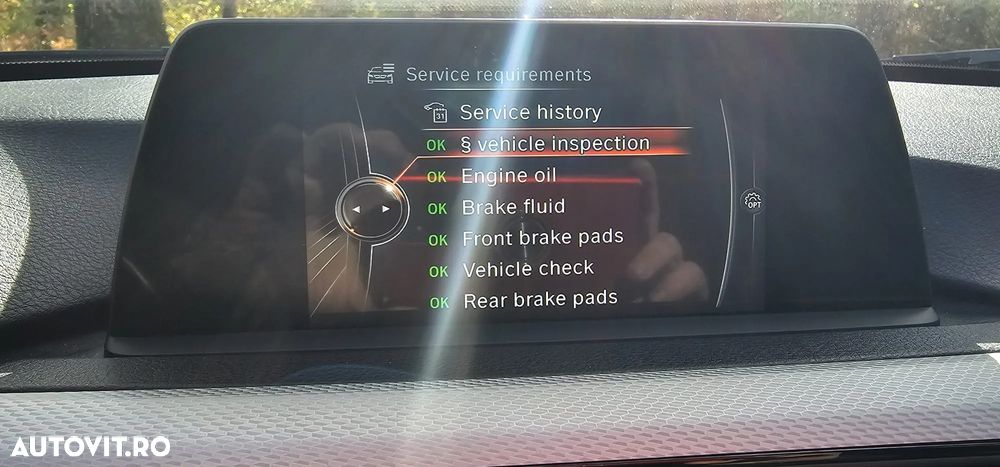 Service requirements
31 Service history
OK § vehicle inspection
OK Engine oil
OPT
OK Brake fluid
OK Front brake pads
OK Vehicle check
OK Rear brake pads
AUTOVIT.RO